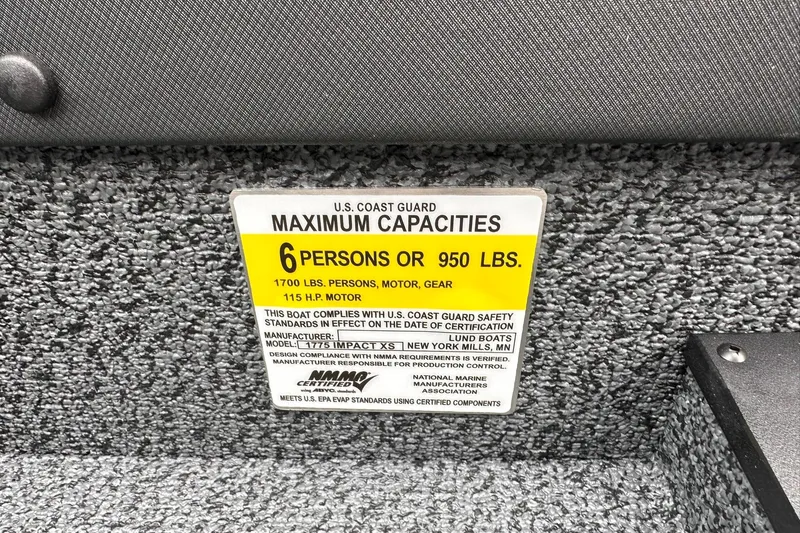 U.S. COAST GUARD
MAXIMUM CAPACITIES
6 PERSONS OR 950 LBS.
1700 LBS. PERSONS, MOTOR, GEAR
115 H.P. MOTOR
THIS BOAT COMPLIES WITH U.S. COAST GUARD SAFETY
STANDARDS IN EFFECT ON THE DATE OF CERTIFICATION
MANUFACTURER: LUND BOATS
MODEL: 1775 IMPACT XS NEW YORK MILLS, MN
DESIGN COMPLIANCE WITH NMMA REQUIREMENTS IS VERIFIED.
MANUFACTURER RESPONSIBLE FOR PRODUCTION CONTROL.
NMMA
CERTIFIED
using ABYC standards
NATIONAL MARINE
MANUFACTURERS
ASSOCIATION
MEETS U.S. EPA EVAP STANDARDS USING CERTIFIED COMPONENTS